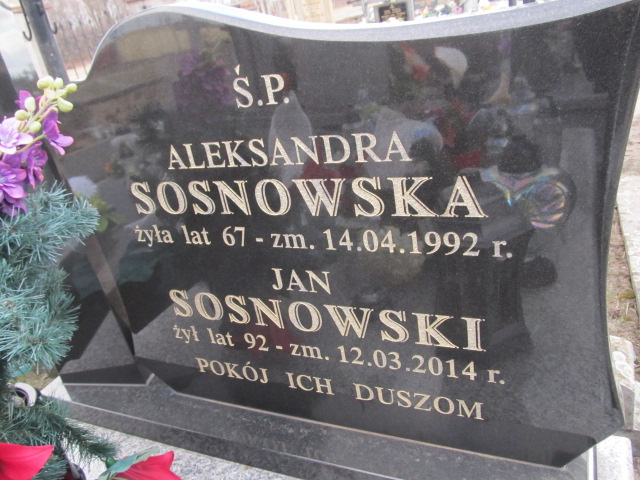 Ś.P.
ALEKSANDRA
SOSNOWSKA
żyła lat 67 - zm. 14.04.1992 r.
JAN
SOSNOWSKI
żył lat 92 - zm. 12.03.2014 r.
POKÓJ ICH DUSZOM